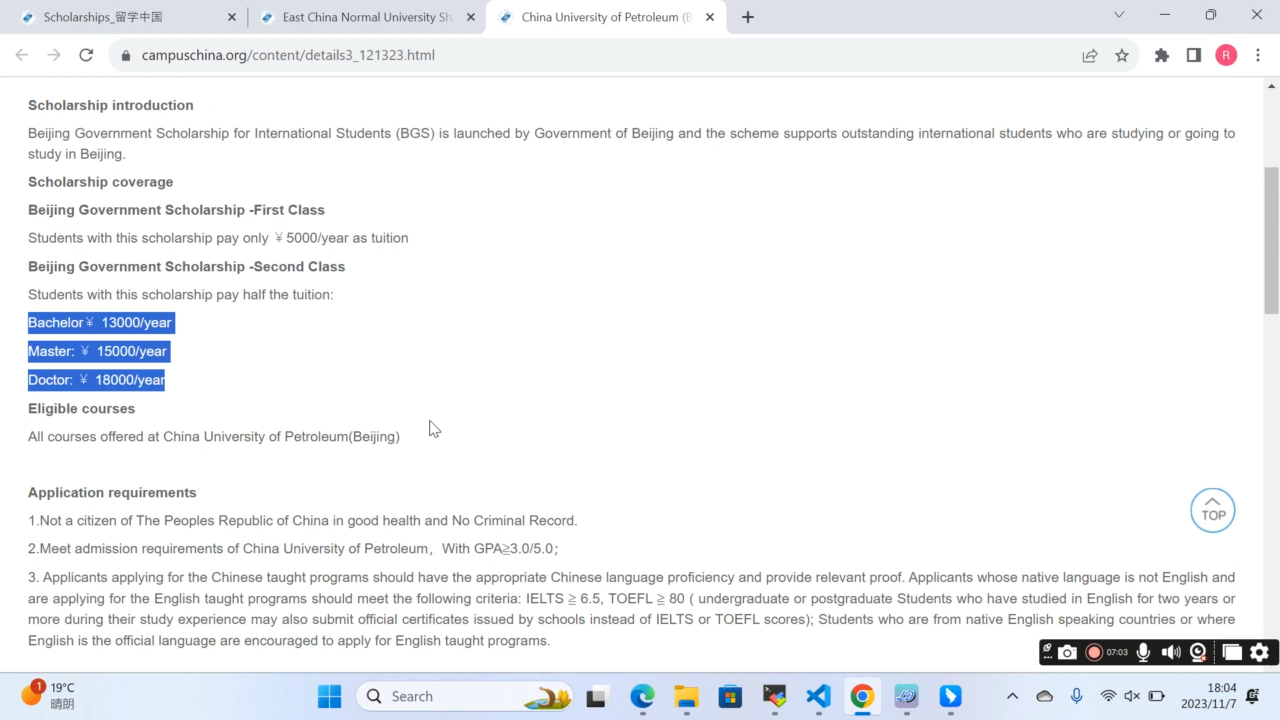 Scholarships_留学中国
East China Normal University Sh
China University of Petroleum (B
campuschina.org/content/details3_121323.html
R
Scholarship introduction
Beijing Government Scholarship for International Students (BGS) is launched by Government of Beijing and the scheme supports outstanding international students who are studying or going to
study in Beijing.
Scholarship coverage
Beijing Government Scholarship -First Class
Students with this scholarship pay only ￥5000/year as tuition
Beijing Government Scholarship -Second Class
Students with this scholarship pay half the tuition:
Bachelor￥ 13000/year
Master: ￥ 15000/year
Doctor: ￥ 18000/year
Eligible courses
All courses offered at China University of Petroleum(Beijing)
Application requirements
1.Not a citizen of The Peoples Republic of China in good health and No Criminal Record.
2.Meet admission requirements of China University of Petroleum，With GPA≧3.0/5.0；
3. Applicants applying for the Chinese taught programs should have the appropriate Chinese language proficiency and provide relevant proof. Applicants whose native language is not English and
are applying for the English taught programs should meet the following criteria: IELTS ≧ 6.5, TOEFL ≧ 80 ( undergraduate or postgraduate Students who have studied in English for two years or
more during their study experience may also submit official certificates issued by schools instead of IELTS or TOEFL scores); Students who are from native English speaking countries or where
English is the official language are encouraged to apply for English taught programs.
TOP
07:03
1
19°C
晴朗
Search
18:04
2023/11/7